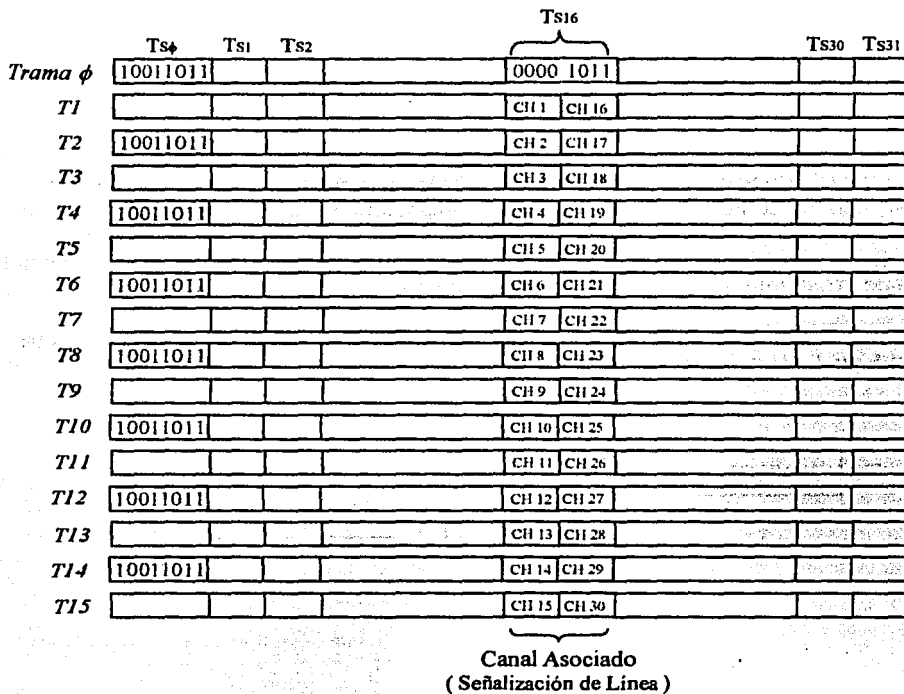 Ts16
Tsϕ Ts1 Ts2 Ts30 Ts31
Trama ϕ 10011011 0000 1011
T1 CH 1 CH 16
T2 10011011 CH 2 CH 17
T3 CH 3 CH 18
T4 10011011 CH 4 CH 19
T5 CH 5 CH 20
T6 10011011 CH 6 CH 21
T7 CH 7 CH 22
T8 10011011 CH 8 CH 23
T9 CH 9 CH 24
T10 10011011 CH 10 CH 25
T11 CH 11 CH 26
T12 10011011 CH 12 CH 27
T13 CH 13 CH 28
T14 10011011 CH 14 CH 29
T15 CH 15 CH 30
Canal Asociado
( Señalización de Línea )